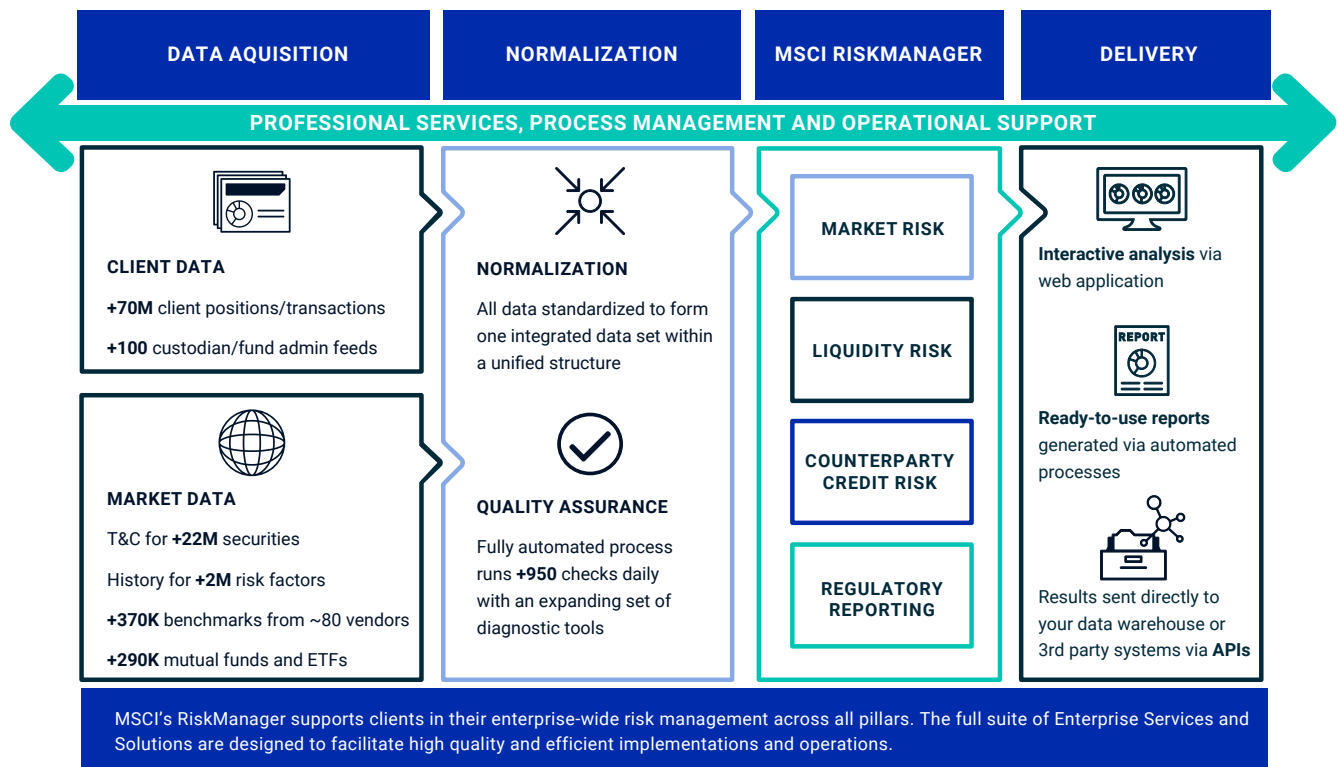 DATA AQUISITION
NORMALIZATION
MSCI RISKMANAGER
DELIVERY
PROFESSIONAL SERVICES, PROCESS MANAGEMENT AND OPERATIONAL SUPPORT
CLIENT DATA
+70M client positions/transactions
+100 custodian/fund admin feeds
MARKET DATA
T&C for +22M securities
History for +2M risk factors
+370K benchmarks from ~80 vendors
+290K mutual funds and ETFs
NORMALIZATION
All data standardized to form
one integrated data set within
a unified structure
QUALITY ASSURANCE
Fully automated process
runs +950 checks daily
with an expanding set of
diagnostic tools
MARKET RISK
LIQUIDITY RISK
COUNTERPARTY
CREDIT RISK
REGULATORY
REPORTING
Interactive analysis via
web application
REPORT
Ready-to-use reports
generated via automated
processes
Results sent directly to
your data warehouse or
3rd party systems via APIs
MSCI’s RiskManager supports clients in their enterprise-wide risk management across all pillars. The full suite of Enterprise Services and
Solutions are designed to facilitate high quality and efficient implementations and operations.